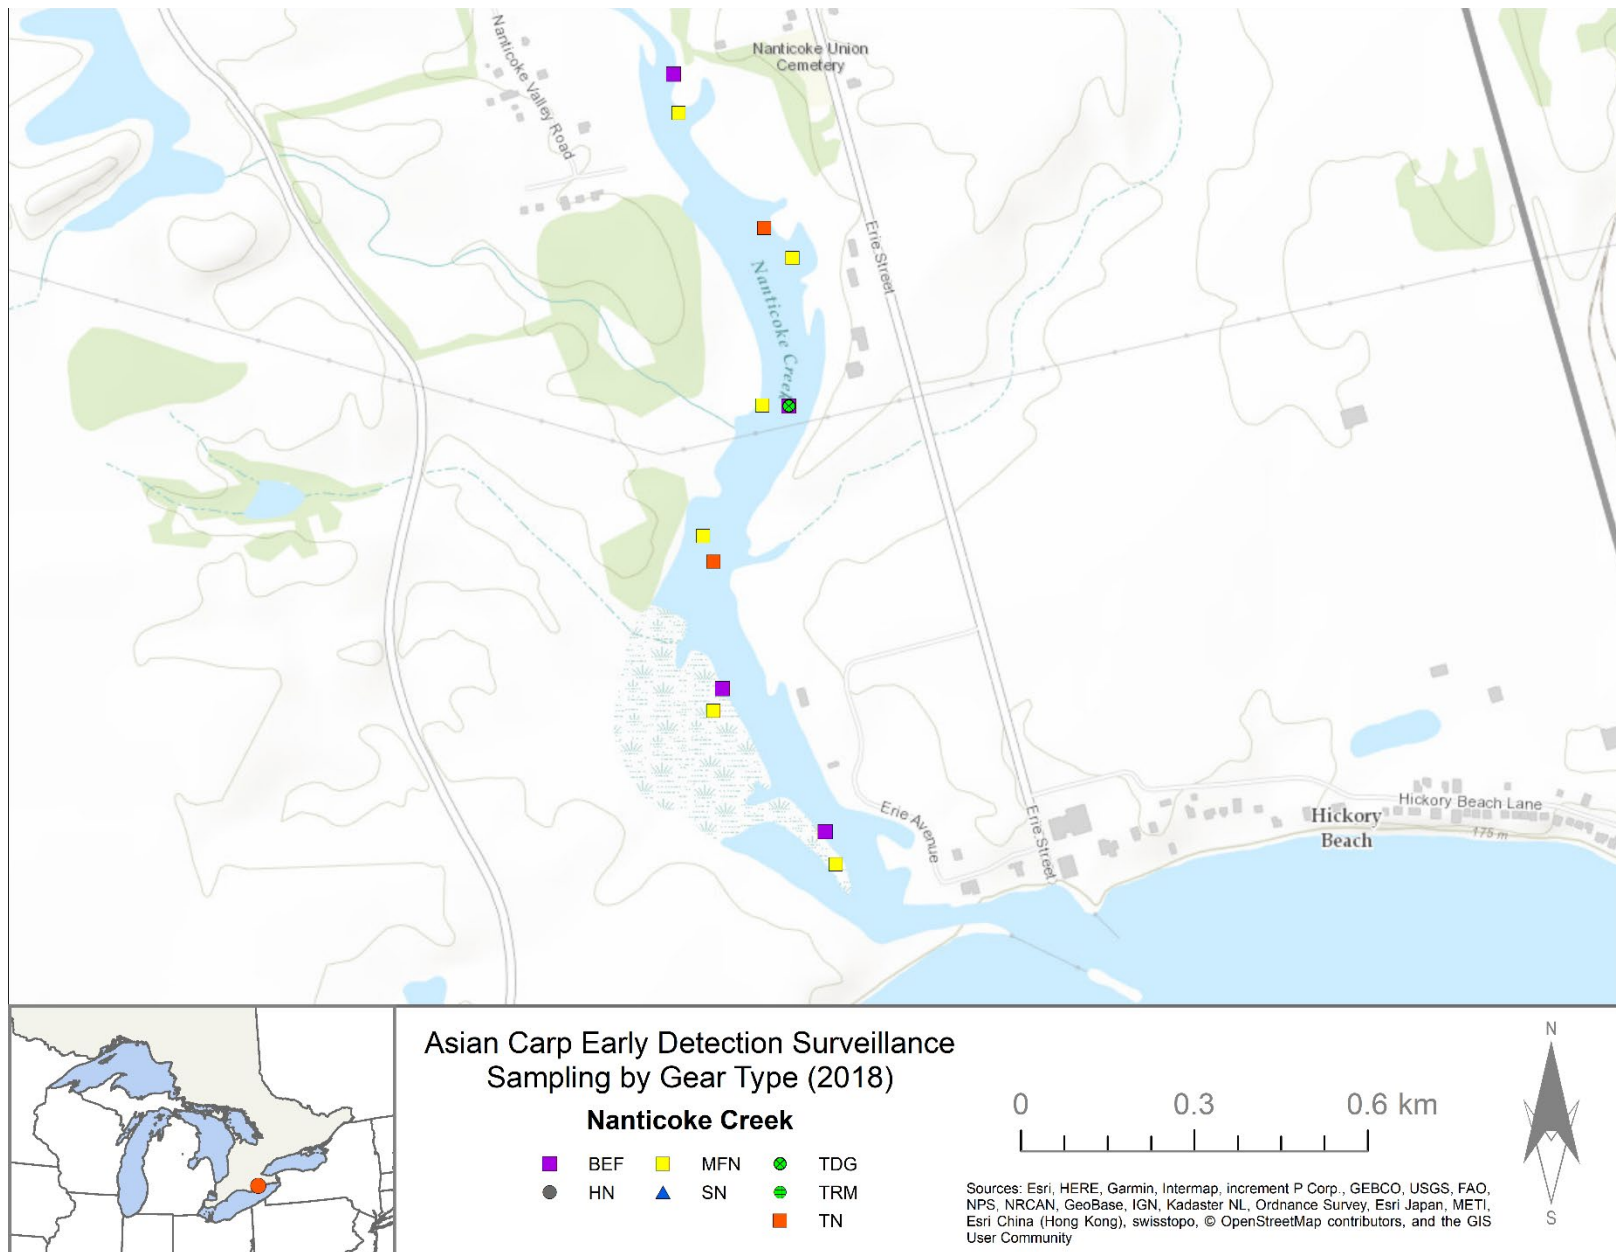 Nanticoke Union
Cemetery
Nanticoke Valley Road
Erie Street
Nanticoke Creek
Erie Avenue
Erie Street
Hickory Beach Lane
Hickory
Beach
175 m
Asian Carp Early Detection Surveillance
Sampling by Gear Type (2018)
Nanticoke Creek
BEF MFN TDG
HN SN TRM
TN
0 0.3 0.6 km
Sources: Esri, HERE, Garmin, Intermap, increment P Corp., GEBCO, USGS, FAO,
NPS, NRCAN, GeoBase, IGN, Kadaster NL, Ordnance Survey, Esri Japan, METI,
Esri China (Hong Kong), swisstopo, © OpenStreetMap contributors, and the GIS
User Community
N
S